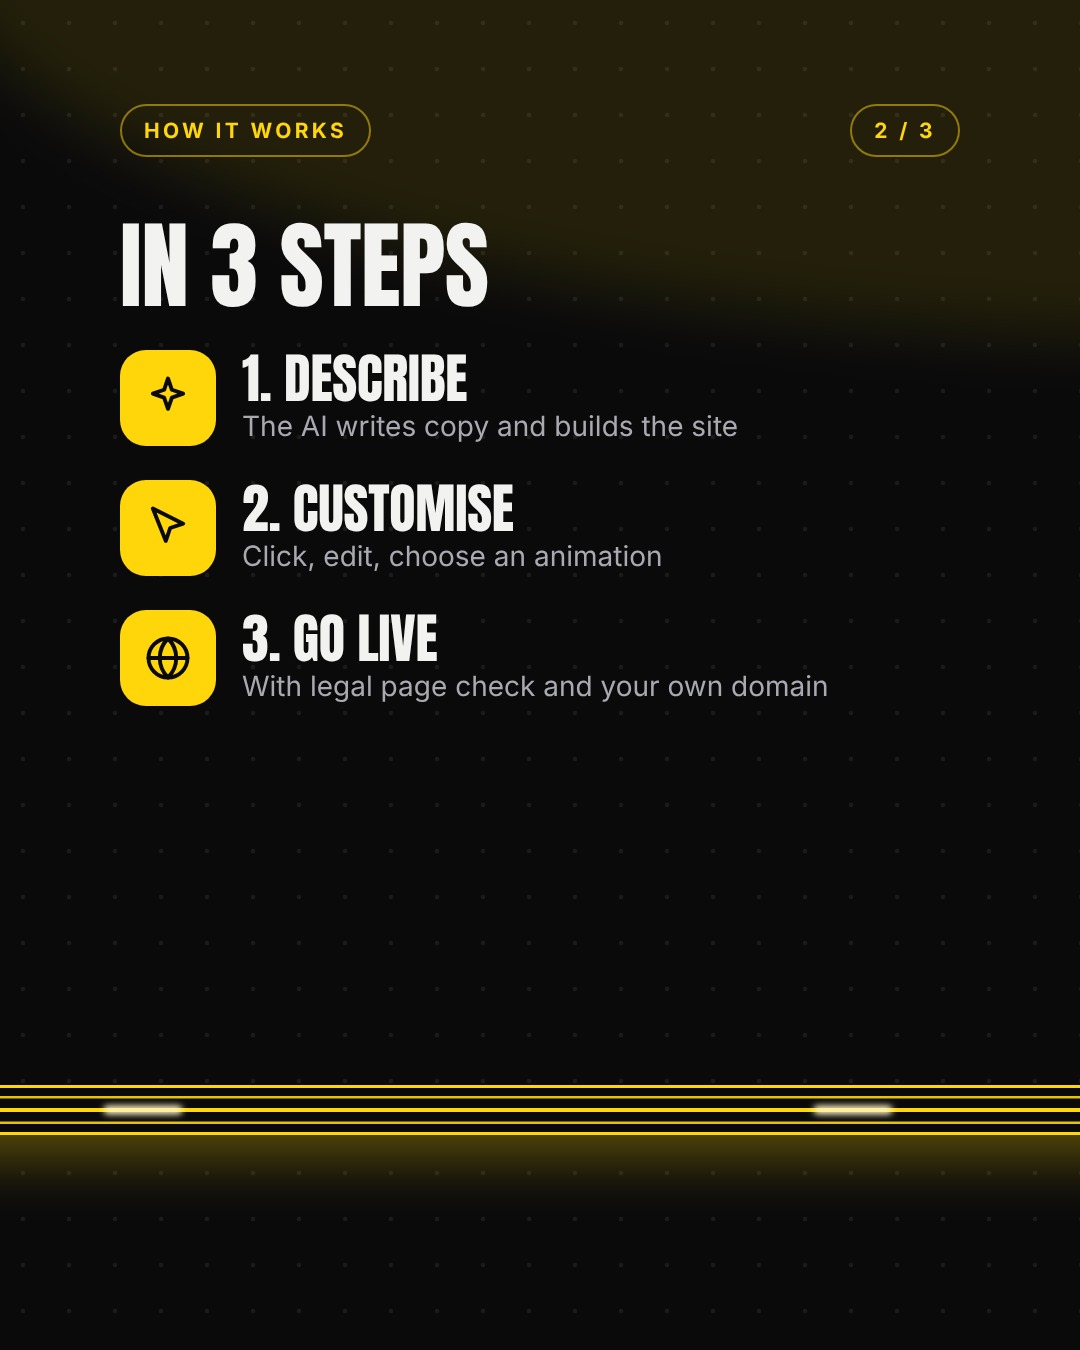 HOW IT WORKS
2 / 3
IN 3 STEPS
1. DESCRIBE
The AI writes copy and builds the site
2. CUSTOMISE
Click, edit, choose an animation
3. GO LIVE
With legal page check and your own domain